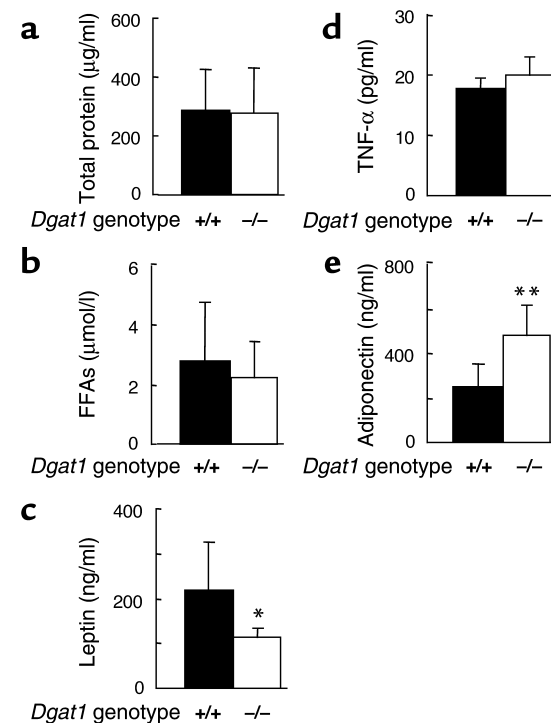 a
Total protein (μg/ml)
600
400
200
0
Dgat1 genotype +/+ −/−
b
FFAs (μmol/l)
6
4
2
0
Dgat1 genotype +/+ −/−
c
Leptin (ng/ml)
400
200
0
*
Dgat1 genotype +/+ −/−
d
TNF-α (pg/ml)
30
20
10
0
Dgat1 genotype +/+ −/−
e
Adiponectin (ng/ml)
800
400
0
**
Dgat1 genotype +/+ −/−